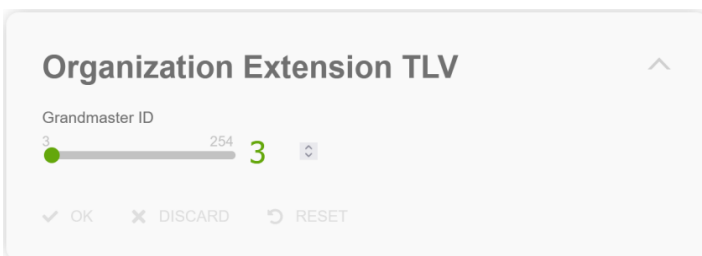 Organization Extension TLV
Grandmaster ID
3 254 3
OK DISCARD RESET